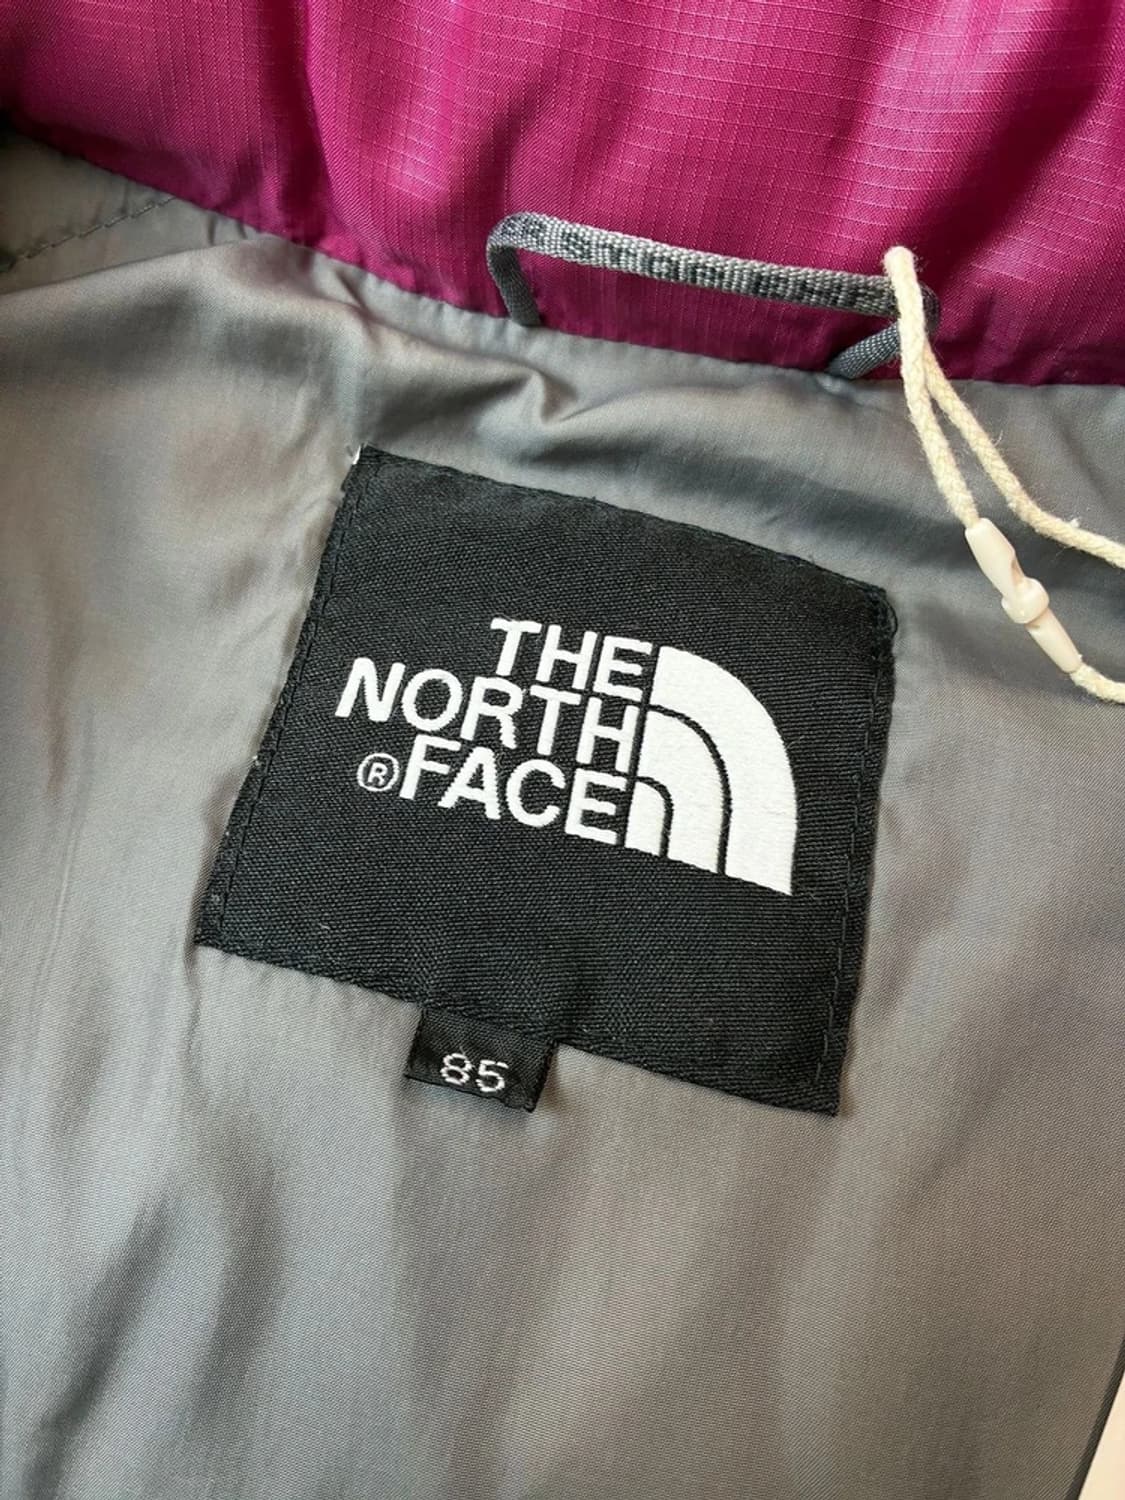 THE
NORTH
®FACE
85